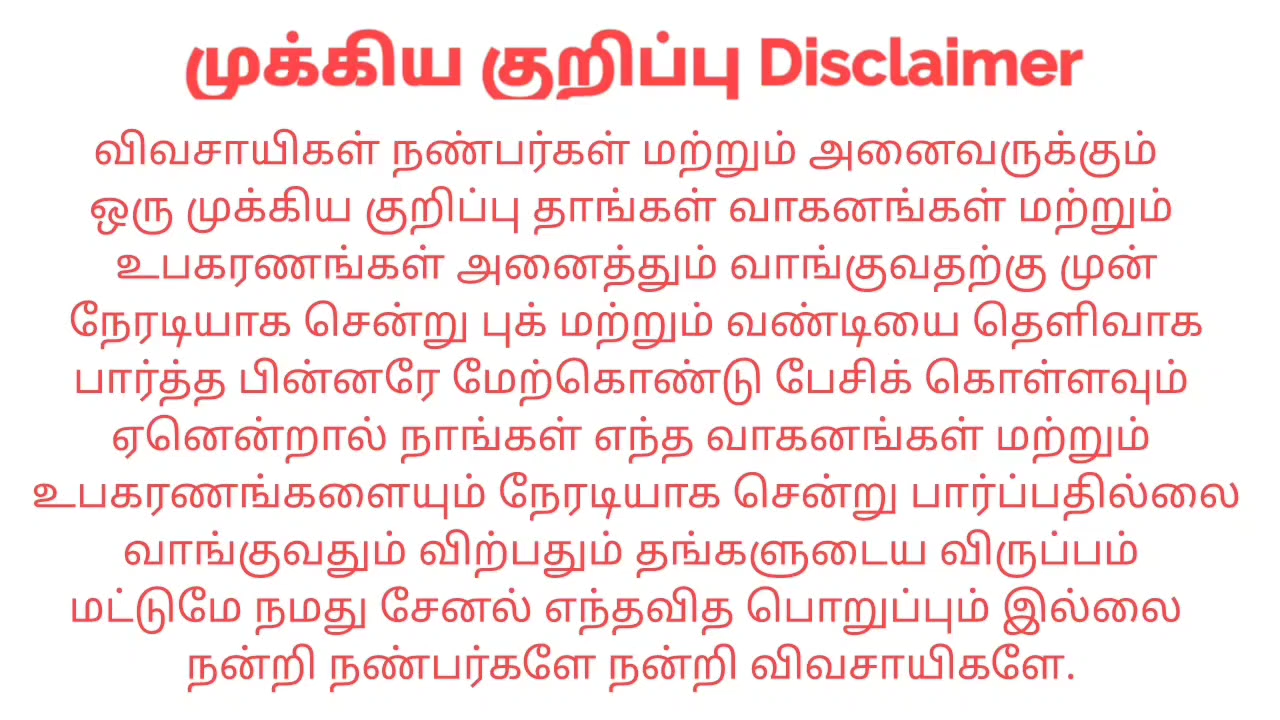 முக்கிய குறிப்பு Disclaimer
விவசாயிகள் நண்பர்கள் மற்றும் அனைவருக்கும்
ஒரு முக்கிய குறிப்பு தாங்கள் வாகனங்கள் மற்றும்
உபகரணங்கள் அனைத்தும் வாங்குவதற்கு முன்
நேரடியாக சென்று புக் மற்றும் வண்டியை தெளிவாக
பார்த்த பின்னரே மேற்கொண்டு பேசிக் கொள்ளவும்
ஏனென்றால் நாங்கள் எந்த வாகனங்கள் மற்றும்
உபகரணங்களையும் நேரடியாக சென்று பார்ப்பதில்லை
வாங்குவதும் விற்பதும் தங்களுடைய விருப்பம்
மட்டுமே நமது சேனல் எந்தவித பொறுப்பும் இல்லை
நன்றி நண்பர்களே நன்றி விவசாயிகளே.